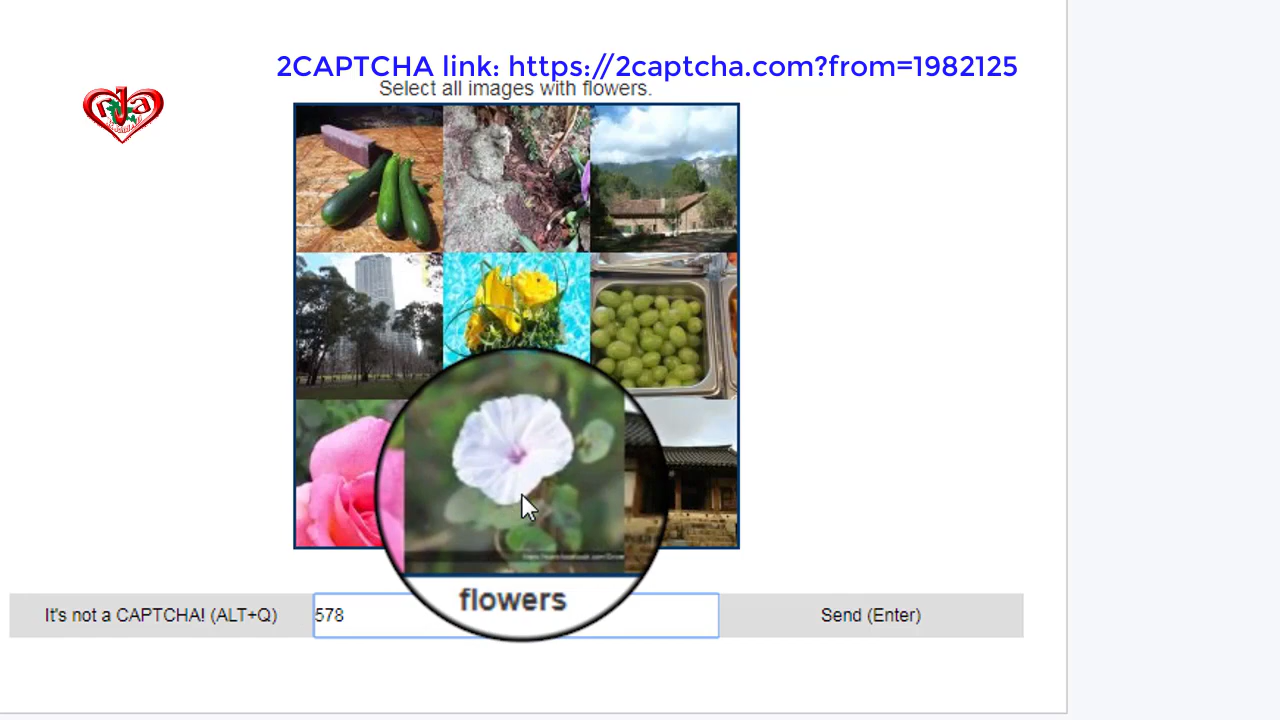 2CAPTCHA link: https://2captcha.com?from=1982125
Select all images with flowers.
flowers
It's not a CAPTCHA! (ALT+Q)
578
Send (Enter)